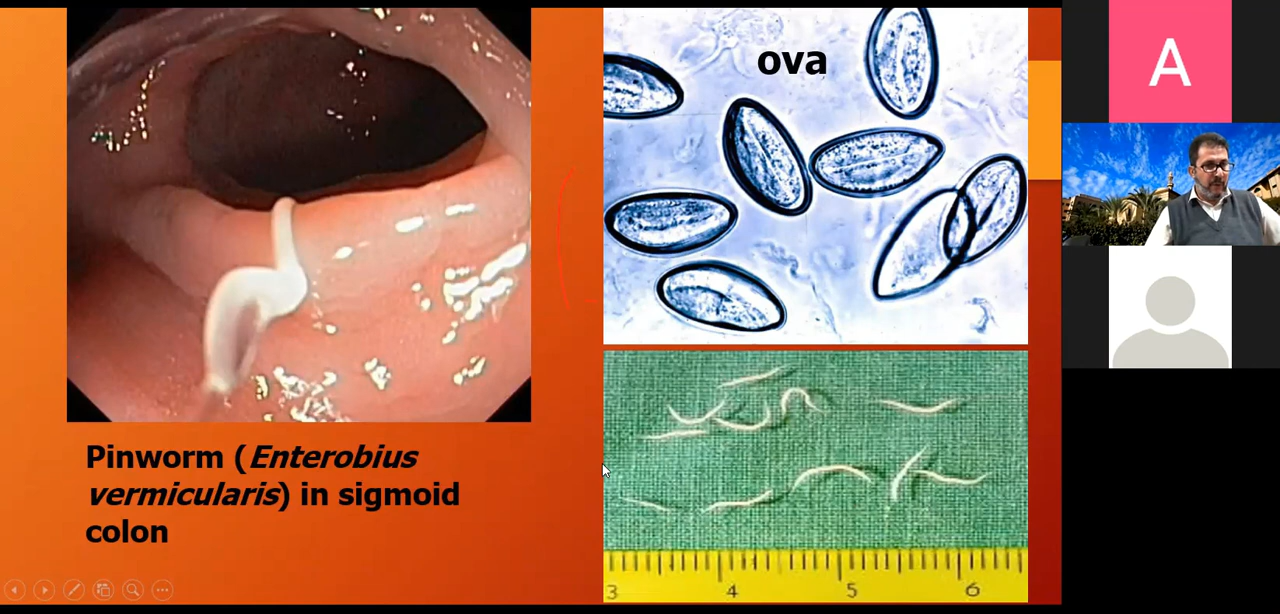 ova
Pinworm (Enterobius
vermicularis) in sigmoid
colon
3 4 5 6
A